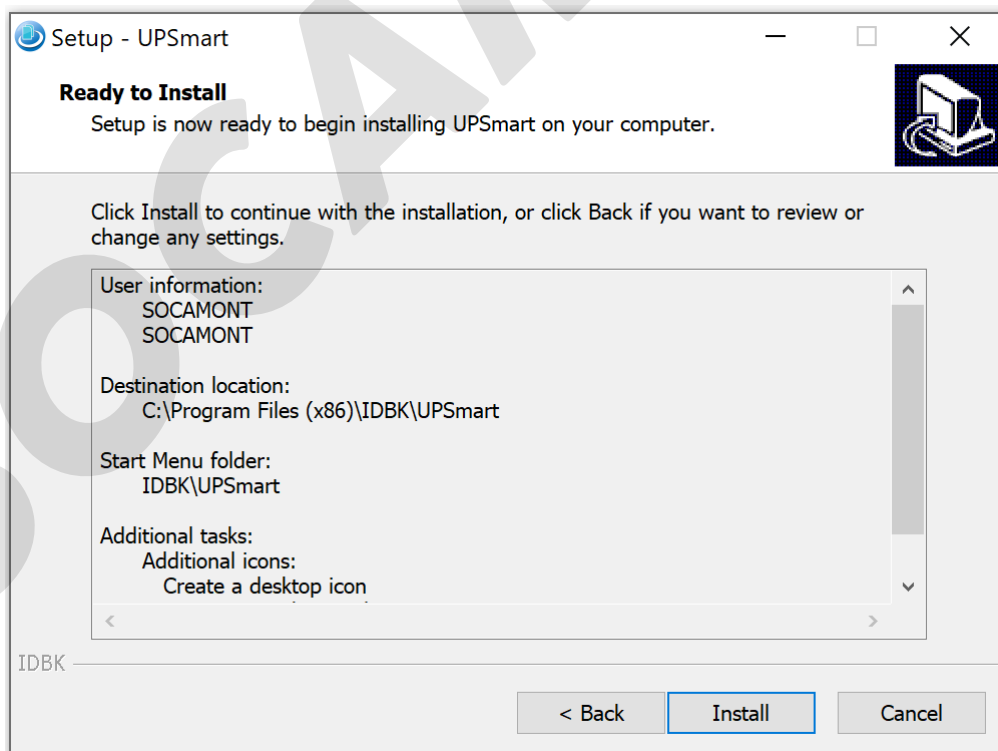 Setup - UPSmart
Ready to Install
Setup is now ready to begin installing UPSmart on your computer.
Click Install to continue with the installation, or click Back if you want to review or
change any settings.
User information:
SOCAMONT
SOCAMONT
Destination location:
C:\Program Files (x86)\IDBK\UPSmart
Start Menu folder:
IDBK\UPSmart
Additional tasks:
Additional icons:
Create a desktop icon
IDBK
< Back
Install
Cancel